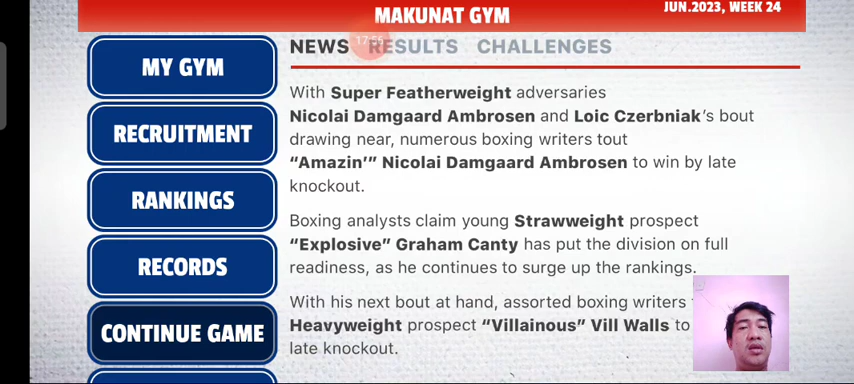 MAKUNAT GYM
JUN.2023, WEEK 24
MY GYM
RECRUITMENT
RANKINGS
RECORDS
CONTINUE GAME
NEWS RESULTS CHALLENGES
17:56
With Super Featherweight adversaries
Nicolai Damgaard Ambrosen and Loic Czerbniak's bout
drawing near, numerous boxing writers tout
“Amazin’” Nicolai Damgaard Ambrosen to win by late
knockout.
Boxing analysts claim young Strawweight prospect
“Explosive” Graham Canty has put the division on full
readiness, as he continues to surge up the rankings.
With his next bout at hand, assorted boxing writers
Heavyweight prospect “Villainous” Vill Walls to
late knockout.